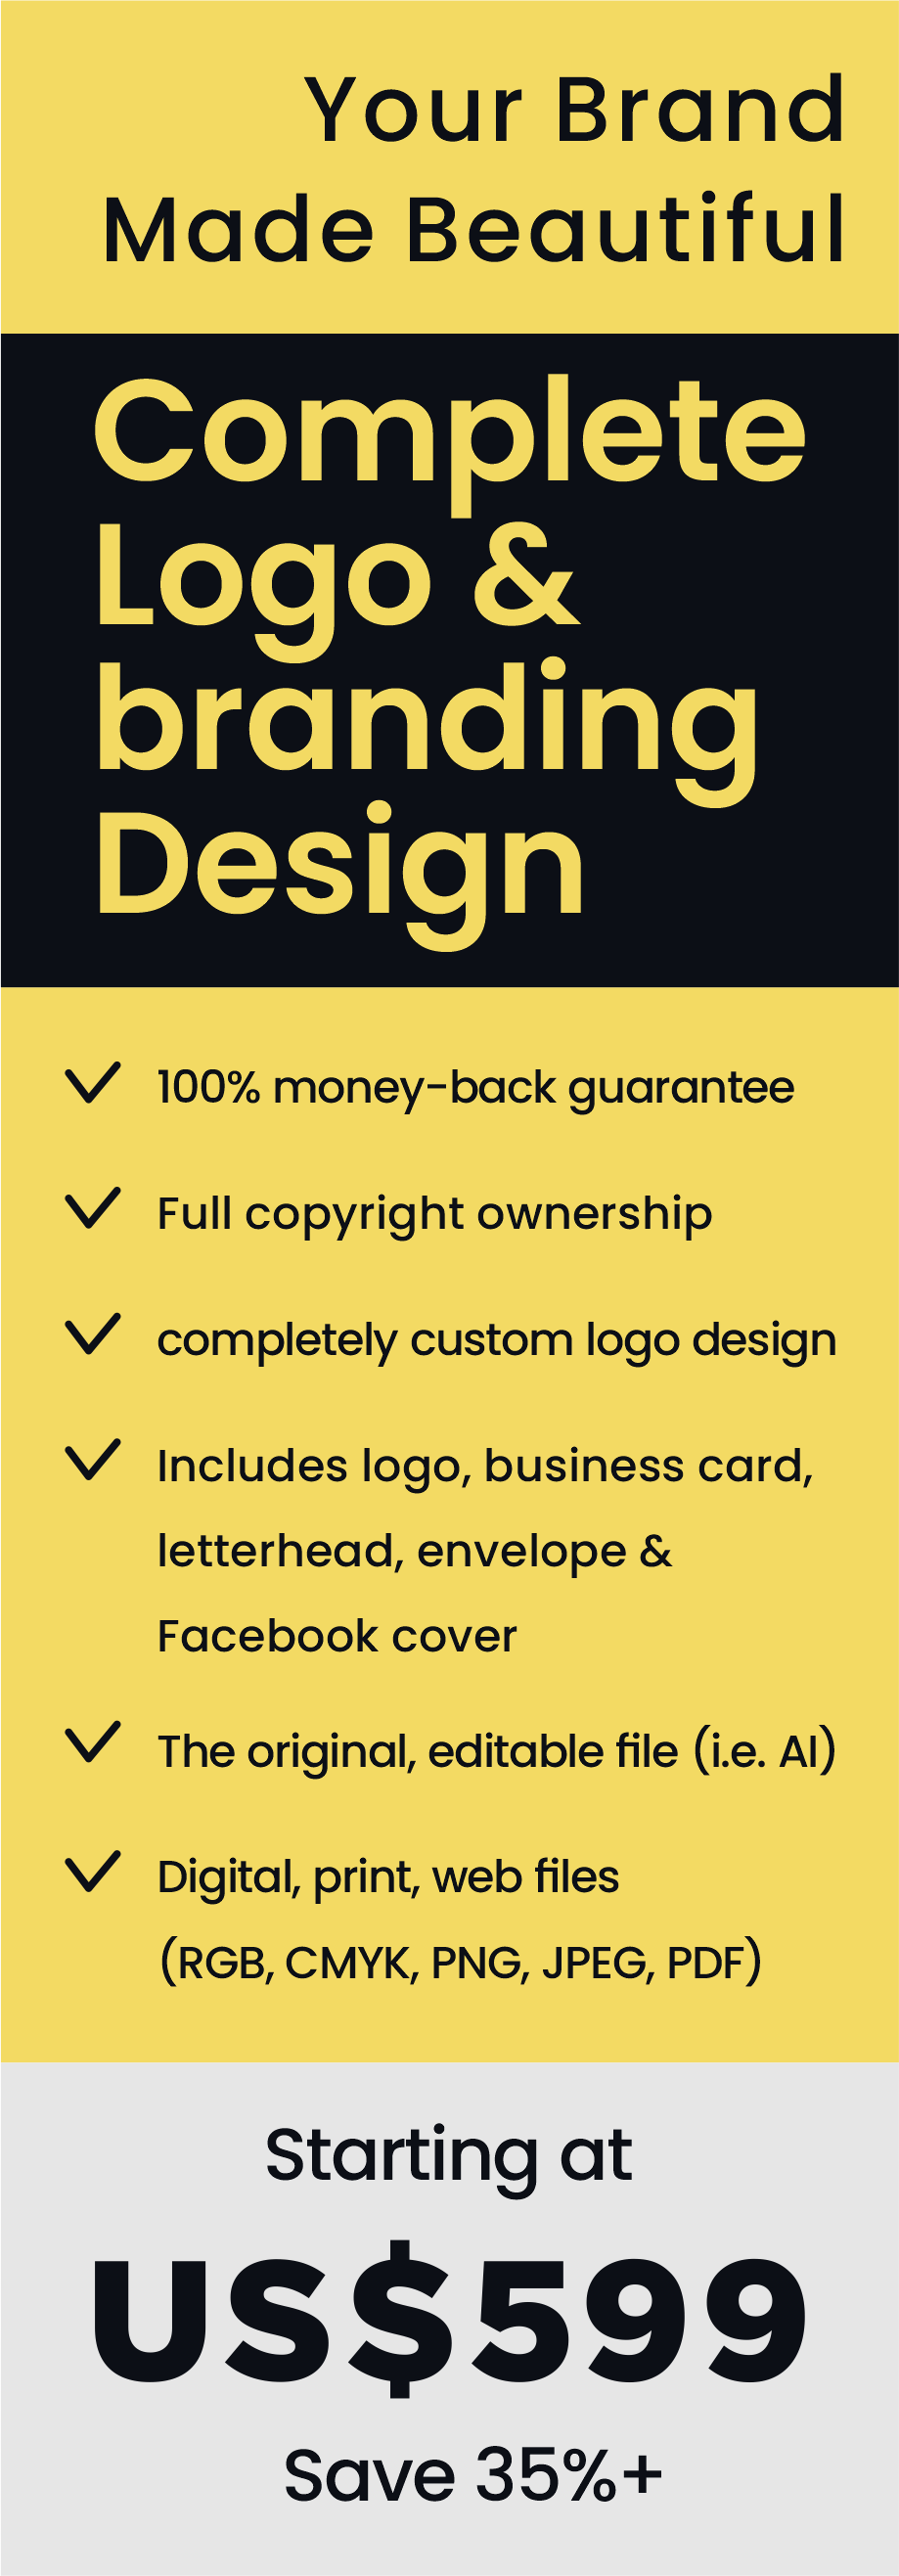 Your Brand
Made Beautiful
Complete
Logo &
branding
Design
100% money-back guarantee
Full copyright ownership
completely custom logo design
Includes logo, business card,
letterhead, envelope &
Facebook cover
The original, editable file (i.e. AI)
Digital, print, web files
(RGB, CMYK, PNG, JPEG, PDF)
Starting at
US$599
Save 35%+